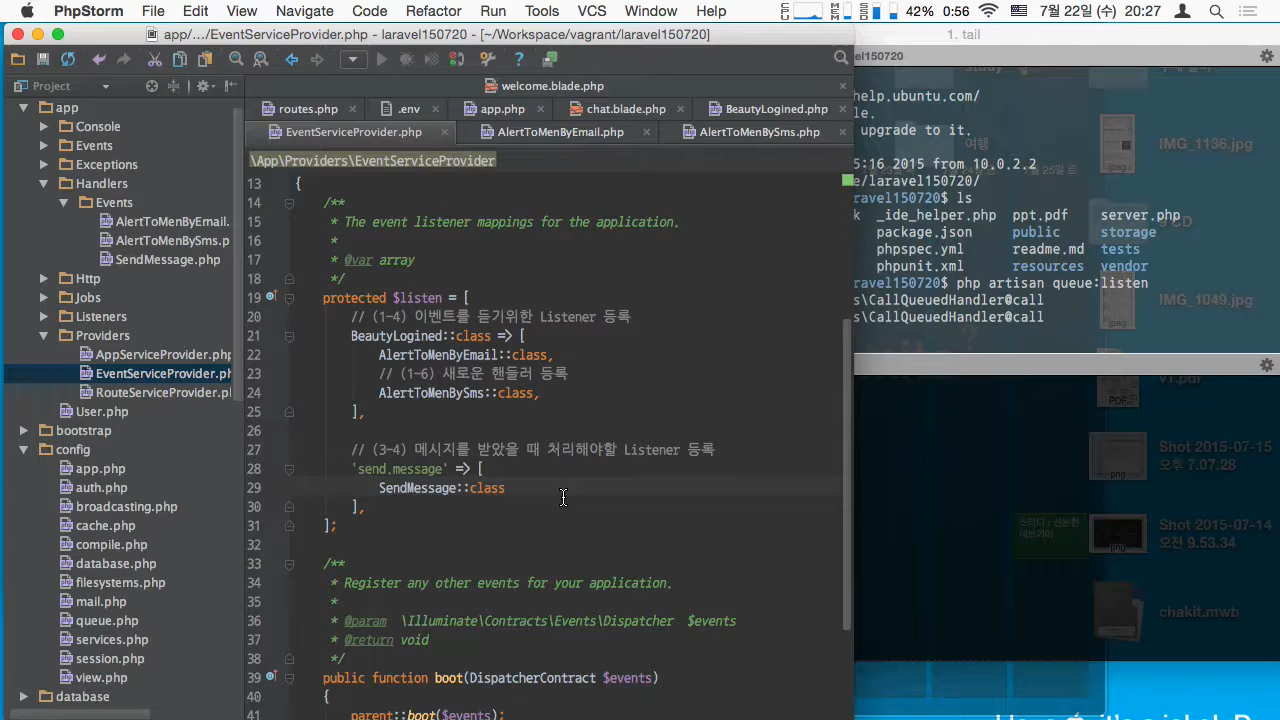 PhpStorm File Edit View Navigate Code Refactor Run Tools VCS Window Help 42% 0:56 7월 22일 (수) 20:27
app/.../EventServiceProvider.php - laravel150720 - [~/Workspace/vagrant/laravel150720]
1. tail
Project
welcome.blade.php
routes.php .env app.php chat.blade.php BeautyLogined.php
EventServiceProvider.php AlertToMenByEmail.php AlertToMenBySms.php
\App\Providers\EventServiceProvider
app
Console
Events
Exceptions
Handlers
Events
AlertToMenByEmail.
AlertToMenBySms.p
SendMessage.php
Http
Jobs
Listeners
Providers
AppServiceProvider.php
EventServiceProvider.ph
RouteServiceProvider.p
User.php
bootstrap
config
app.php
auth.php
broadcasting.php
cache.php
compile.php
database.php
filesystems.php
mail.php
queue.php
services.php
session.php
view.php
database
13 {
14 /**
15 * The event listener mappings for the application.
16 *
17 * @var array
18 */
19 protected $listen = [
20 // (1-4) 이벤트를 듣기위한 Listener 등록
21 BeautyLogined::class => [
22 AlertToMenByEmail::class,
23 // (1-6) 새로운 핸들러 등록
24 AlertToMenBySms::class,
25 ],
26
27 // (3-4) 메시지를 받았을 때 처리해야할 Listener 등록
28 'send.message' => [
29 SendMessage::class
30 ],
31 ];
32
33 /**
34 * Register any other events for your application.
35 *
36 * @param \Illuminate\Contracts\Events\Dispatcher $events
37 * @return void
38 */
39 public function boot(DispatcherContract $events)
40 {
41 parent::boot($events);
avel150720
help.ubuntu.com/
le.
upgrade to it.
5:16 2015 from 10.0.2.2
e/laravel150720/
ravel150720$ ls
k _ide_helper.php ppt.pdf server.php
package.json public storage
phpspec.yml readme.md tests
phpunit.xml resources vendor
ravel150720$ php artisan queue:listen
s\CallQueuedHandler@call
s\CallQueuedHandler@call
study
여행
IMG_1136.jpg
CD
IMG_1049.jpg
v1.pdf
PDF
Shot 2015-07-15
오후 7.07.28
png
Shot 2015-07-14
오전 9.53.34
png
chakit.mwb